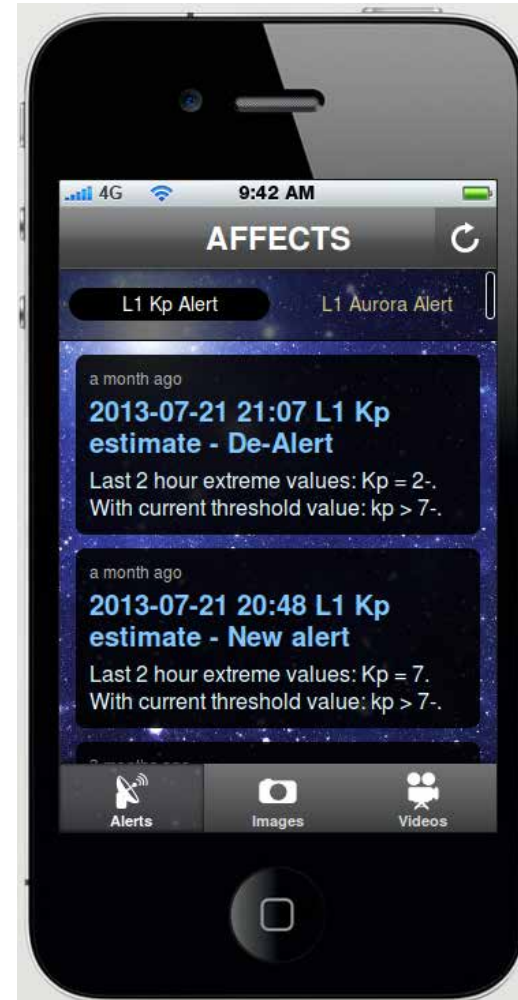 4G 9:42 AM
AFFECTS
L1 Kp Alert L1 Aurora Alert
a month ago
2013-07-21 21:07 L1 Kp
estimate - De-Alert
Last 2 hour extreme values: Kp = 2-.
With current threshold value: kp > 7-.
a month ago
2013-07-21 20:48 L1 Kp
estimate - New alert
Last 2 hour extreme values: Kp = 7.
With current threshold value: kp > 7-.
Alerts Images Videos